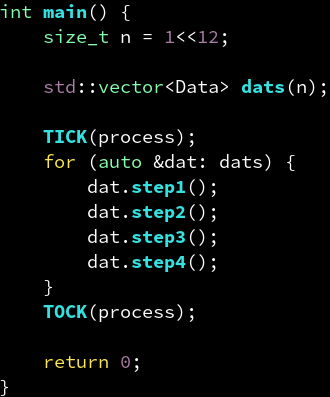 int main() {
    size_t n = 1<<12;

    std::vector<Data> dats(n);

    TICK(process);
    for (auto &dat: dats) {
        dat.step1();
        dat.step2();
        dat.step3();
        dat.step4();
    }
    TOCK(process);

    return 0;
}